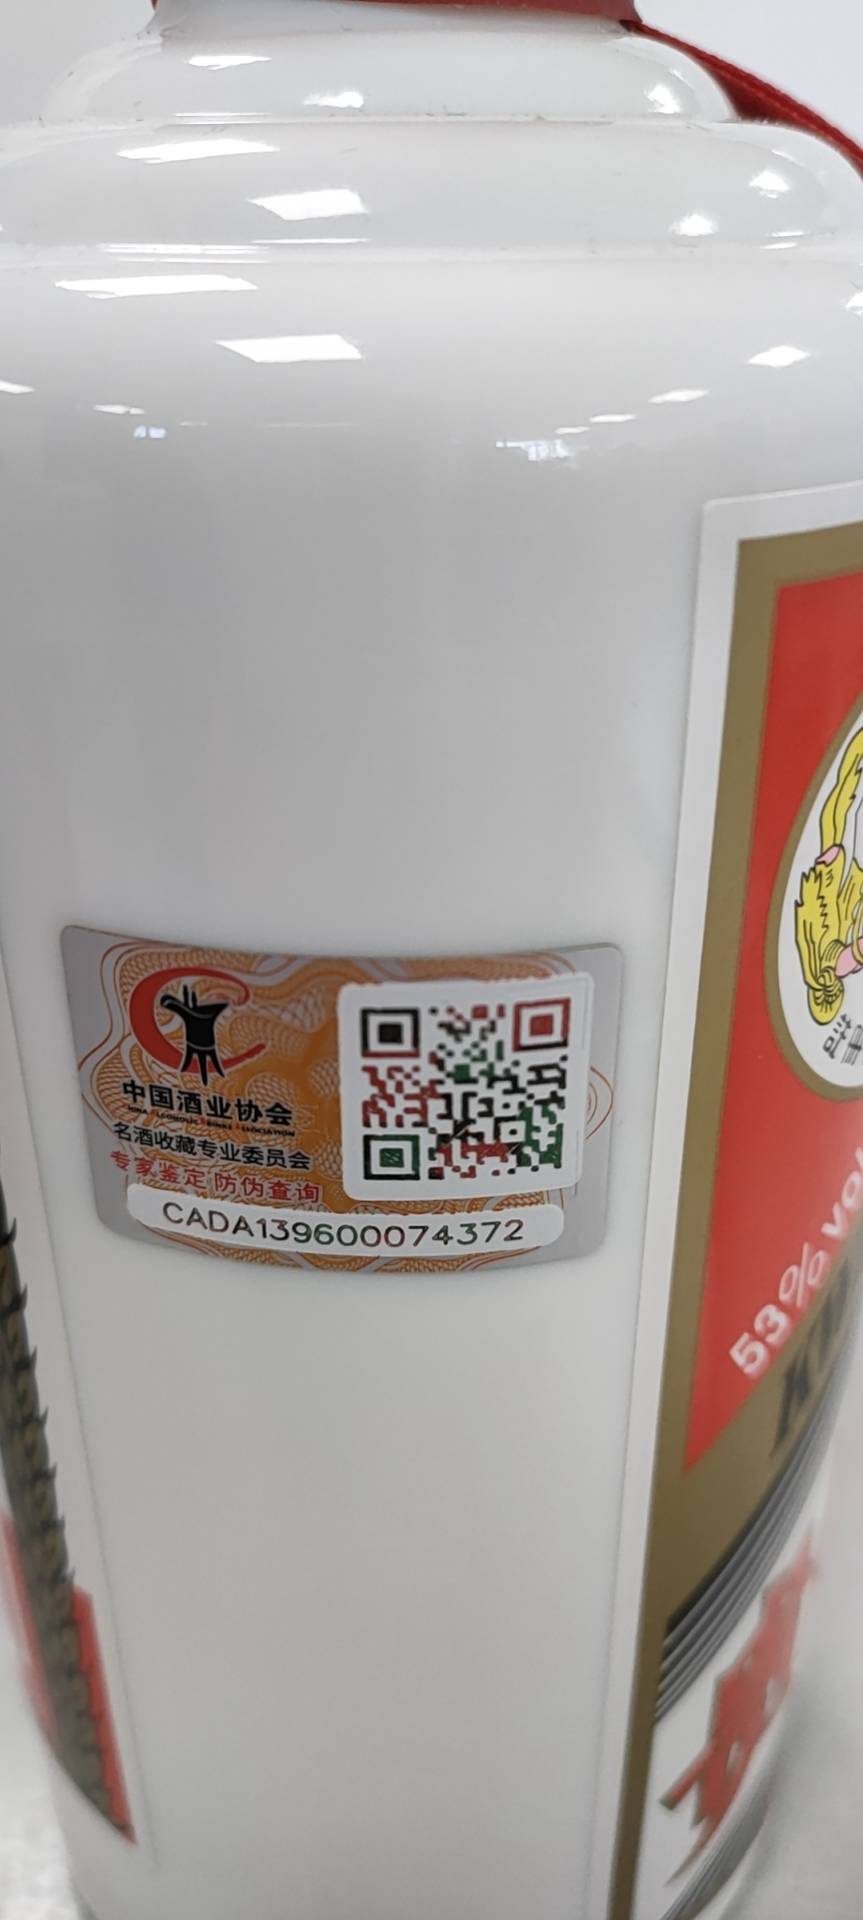 中国酒业协会
名酒收藏专业委员会
专家鉴定 防伪查询
CADA139600074372
53% vol